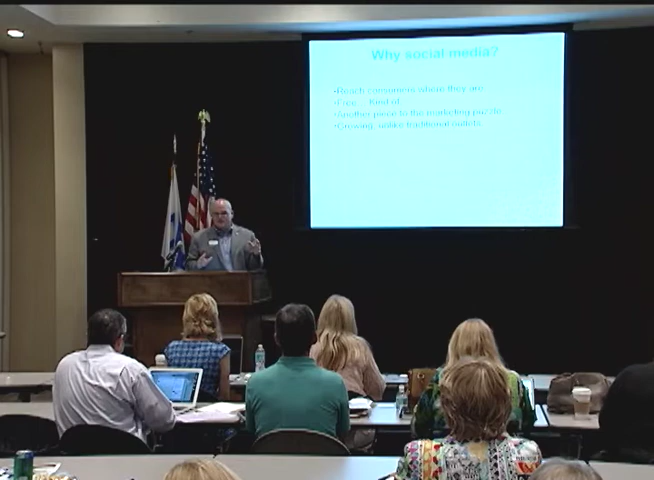 Why social media?
•Reach consumers where they are
•Free... Kind of.
•Another piece to the marketing puzzle
•Growing, unlike traditional outlets